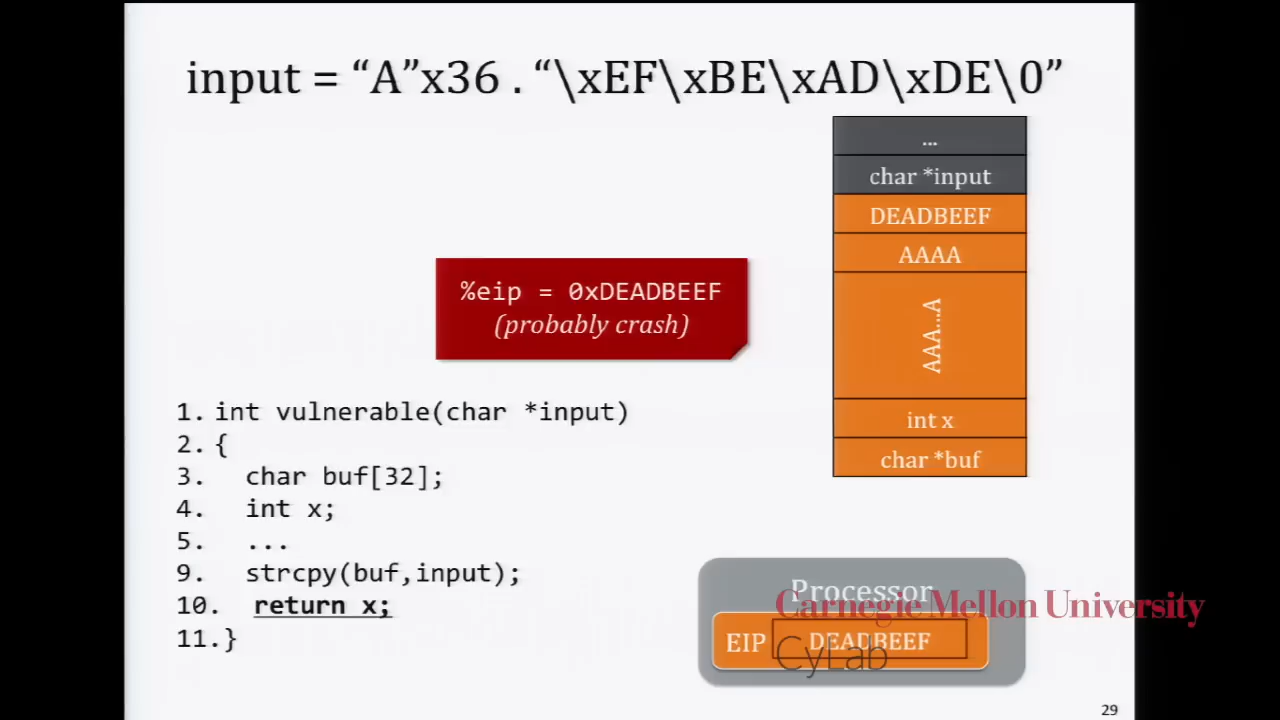 input = “A”x36 . “\xEF\xBE\xAD\xDE\0”
...
char *input
DEADBEEF
AAAA
AAA...A
int x
char *buf
%eip = 0xDEADBEEF
(probably crash)
1. int vulnerable(char *input)
2. {
3. char buf[32];
4. int x;
5. ...
9. strcpy(buf,input);
10. return x;
11.}
Processor
EIP DEADBEEF
Carnegie Mellon University
CyLab
29